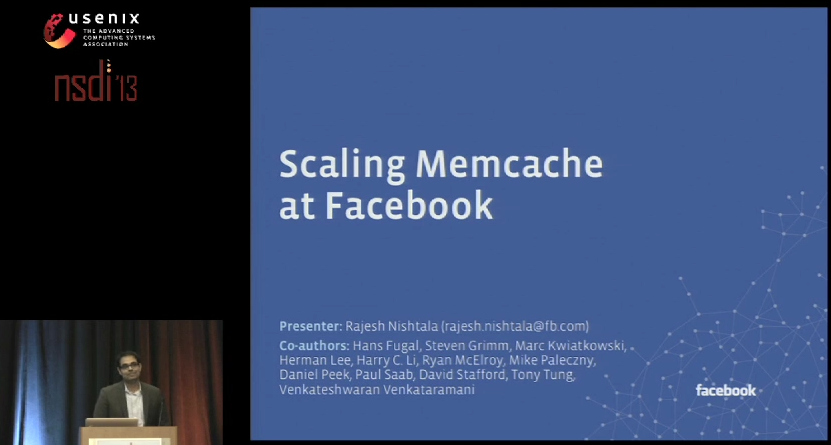 usenix
THE ADVANCED
COMPUTING SYSTEMS
ASSOCIATION
nsdi '13
Scaling Memcache
at Facebook
Presenter: Rajesh Nishtala (rajesh.nishtala@fb.com)
Co-authors: Hans Fugal, Steven Grimm, Marc Kwiatkowski,
Herman Lee, Harry C. Li, Ryan McElroy, Mike Paleczny,
Daniel Peek, Paul Saab, David Stafford, Tony Tung,
Venkateshwaran Venkataramani
facebook